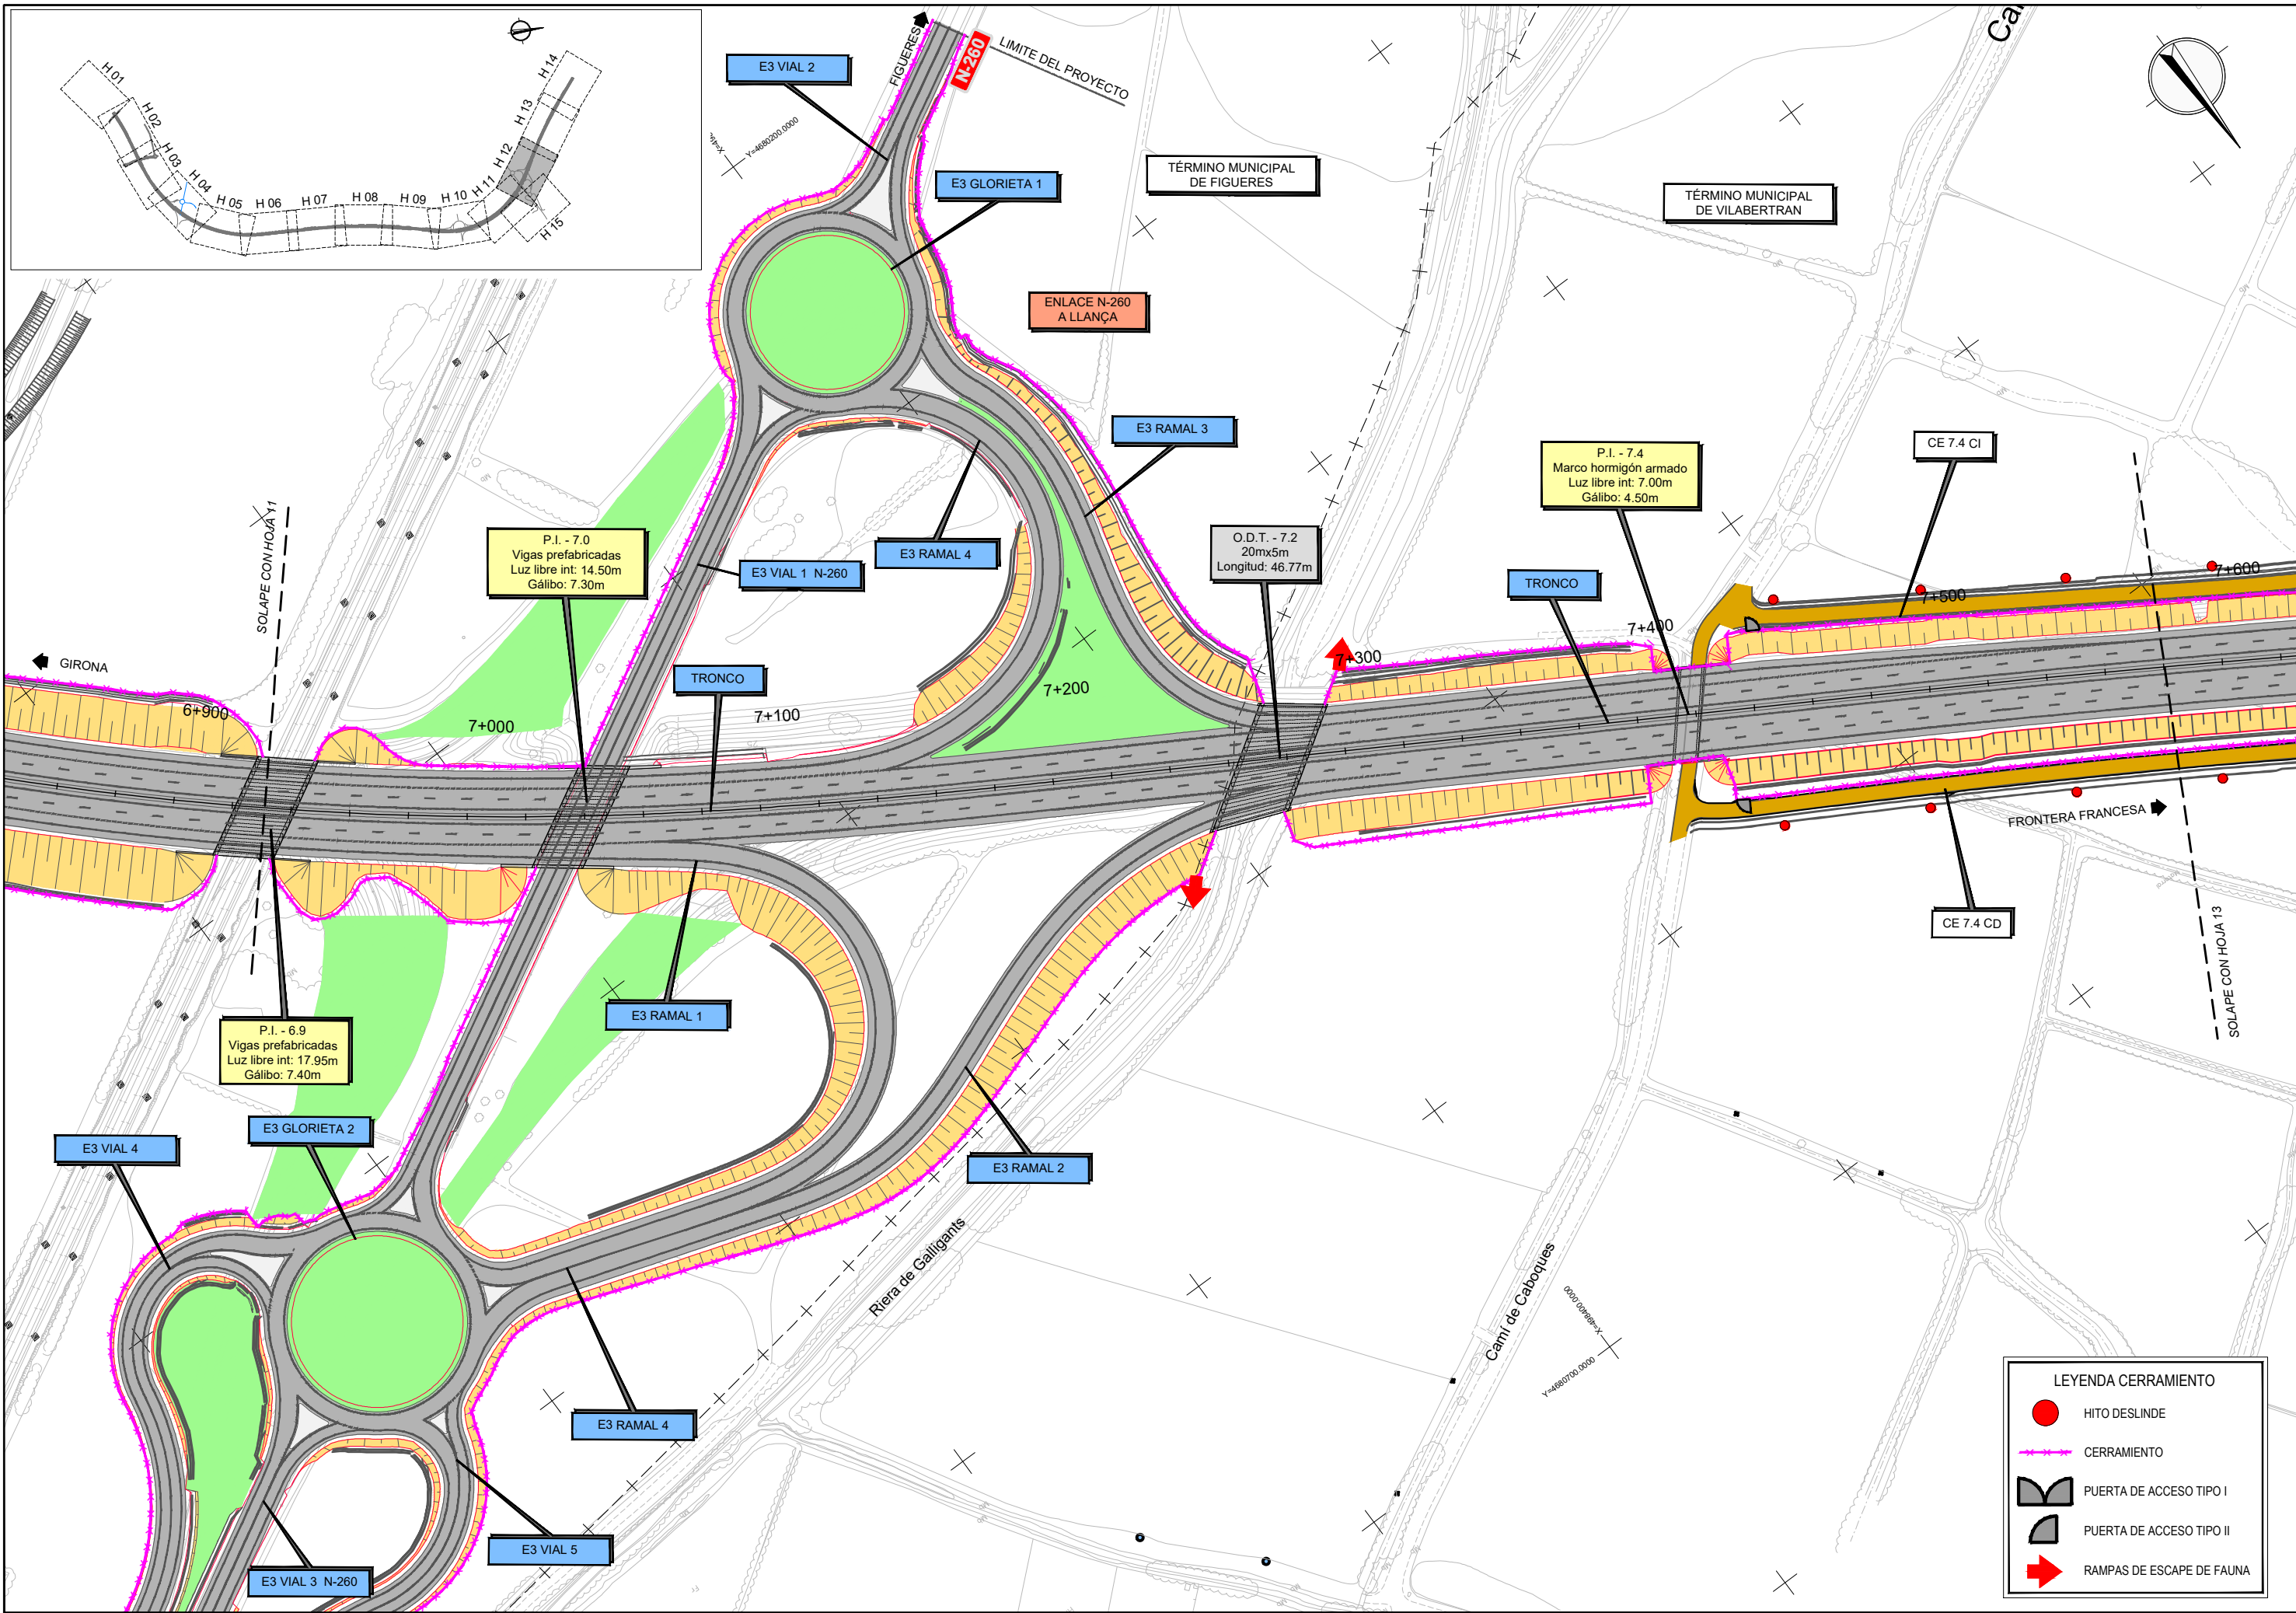 H 01
H 02
H 03
H 04
H 05
H 06
H 07
H 08
H 09
H 10
H 11
H 12
H 13
H 14
H 15
FIGUERES
N-260
LIMITE DEL PROYECTO
E3 VIAL 2
Y=4680200.0000
E3 GLORIETA 1
TÉRMINO MUNICIPAL
DE FIGUERES
TÉRMINO MUNICIPAL
DE VILABERTRAN
ENLACE N-260
A LLANÇA
E3 RAMAL 3
P.I. - 7.4
Marco hormigón armado
Luz libre int: 7.00m
Gálibo: 4.50m
CE 7.4 CI
SOLAPE CON HOJA 11
P.I. - 7.0
Vigas prefabricadas
Luz libre int: 14.50m
Gálibo: 7.30m
E3 RAMAL 4
E3 VIAL 1 N-260
O.D.T. - 7.2
20mx5m
Longitud: 46.77m
TRONCO
7+600
7+500
7+400
7+300
GIRONA
TRONCO
7+200
7+100
7+000
6+900
FRONTERA FRANCESA
CE 7.4 CD
SOLAPE CON HOJA 13
E3 RAMAL 1
P.I. - 6.9
Vigas prefabricadas
Luz libre int: 17.95m
Gálibo: 7.40m
E3 GLORIETA 2
E3 VIAL 4
E3 RAMAL 2
Riera de Galligants
Camí de Caboques
X=498400.0000
Y=4680700.0000
E3 RAMAL 4
E3 VIAL 5
E3 VIAL 3 N-260
LEYENDA CERRAMIENTO
HITO DESLINDE
CERRAMIENTO
PUERTA DE ACCESO TIPO I
PUERTA DE ACCESO TIPO II
RAMPAS DE ESCAPE DE FAUNA